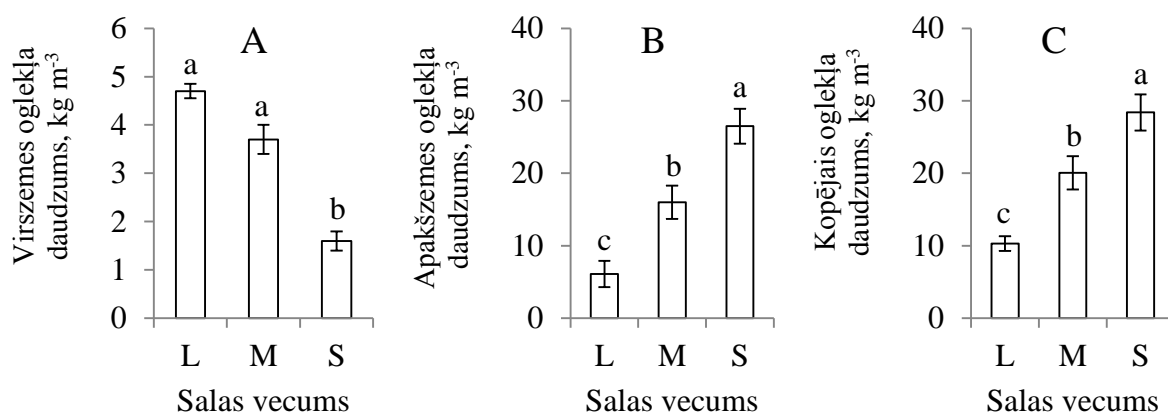 Virszemes oglekļa
daudzums, kg m-3
6
5
4
3
2
1
0
A
a
a
b
L M S
Salas vecums
Apakšzemes oglekļa
daudzums, kg m-3
40
30
20
10
0
B
c
b
a
L M S
Salas vecums
Kopējais oglekļa
daudzums, kg m-3
40
30
20
10
0
C
c
b
a
L M S
Salas vecums